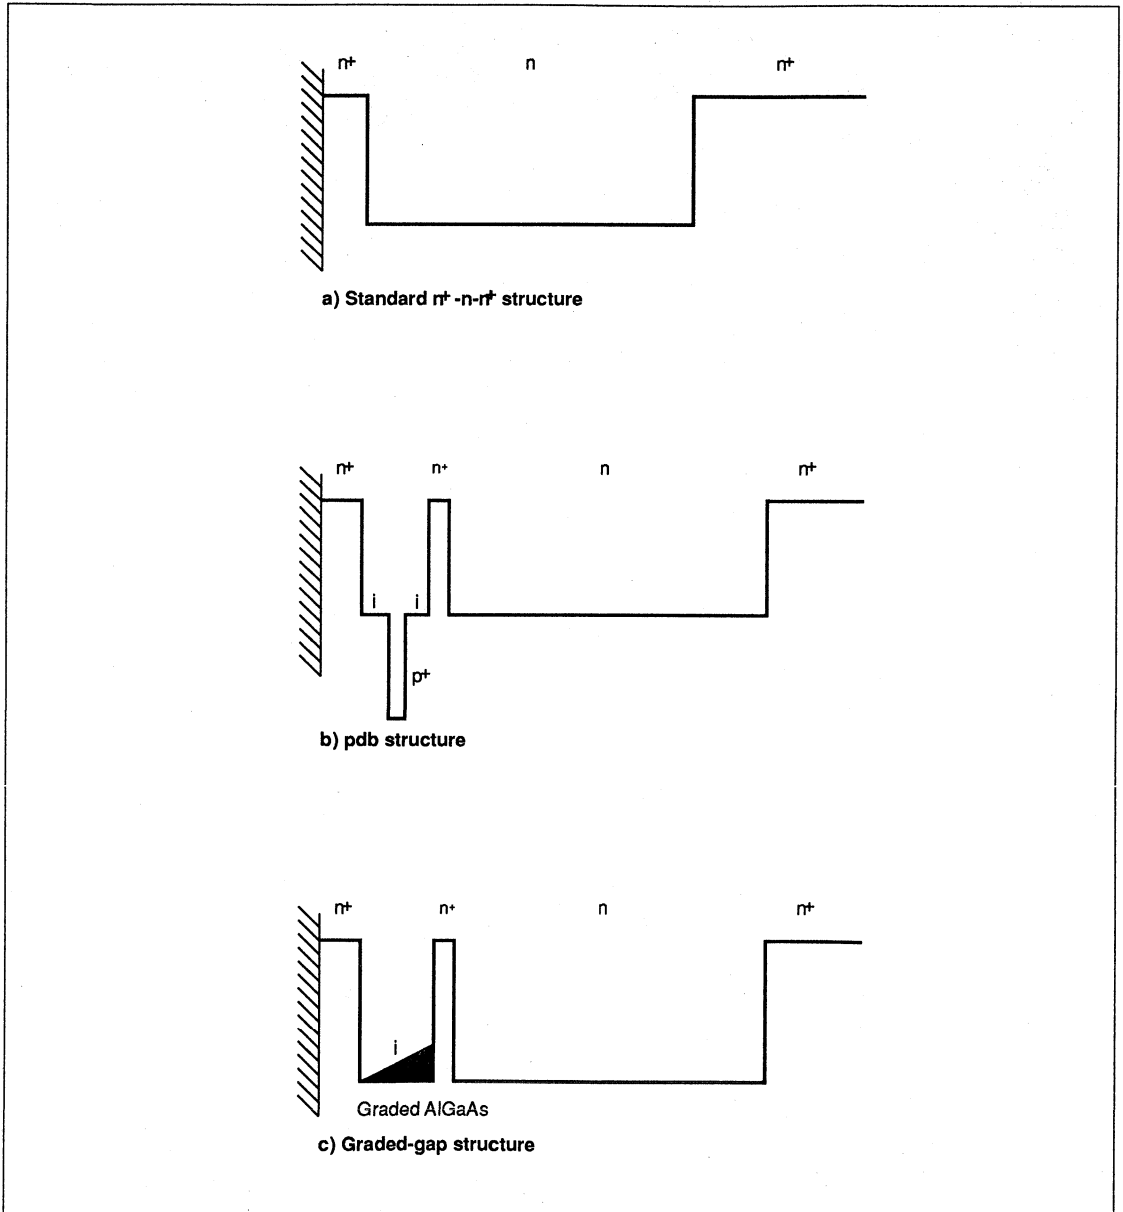 n+ n n+
a) Standard n+ -n-n+ structure
n+ n+ n n+
i i
p+
b) pdb structure
n+ n+ n n+
i
Graded AlGaAs
c) Graded-gap structure